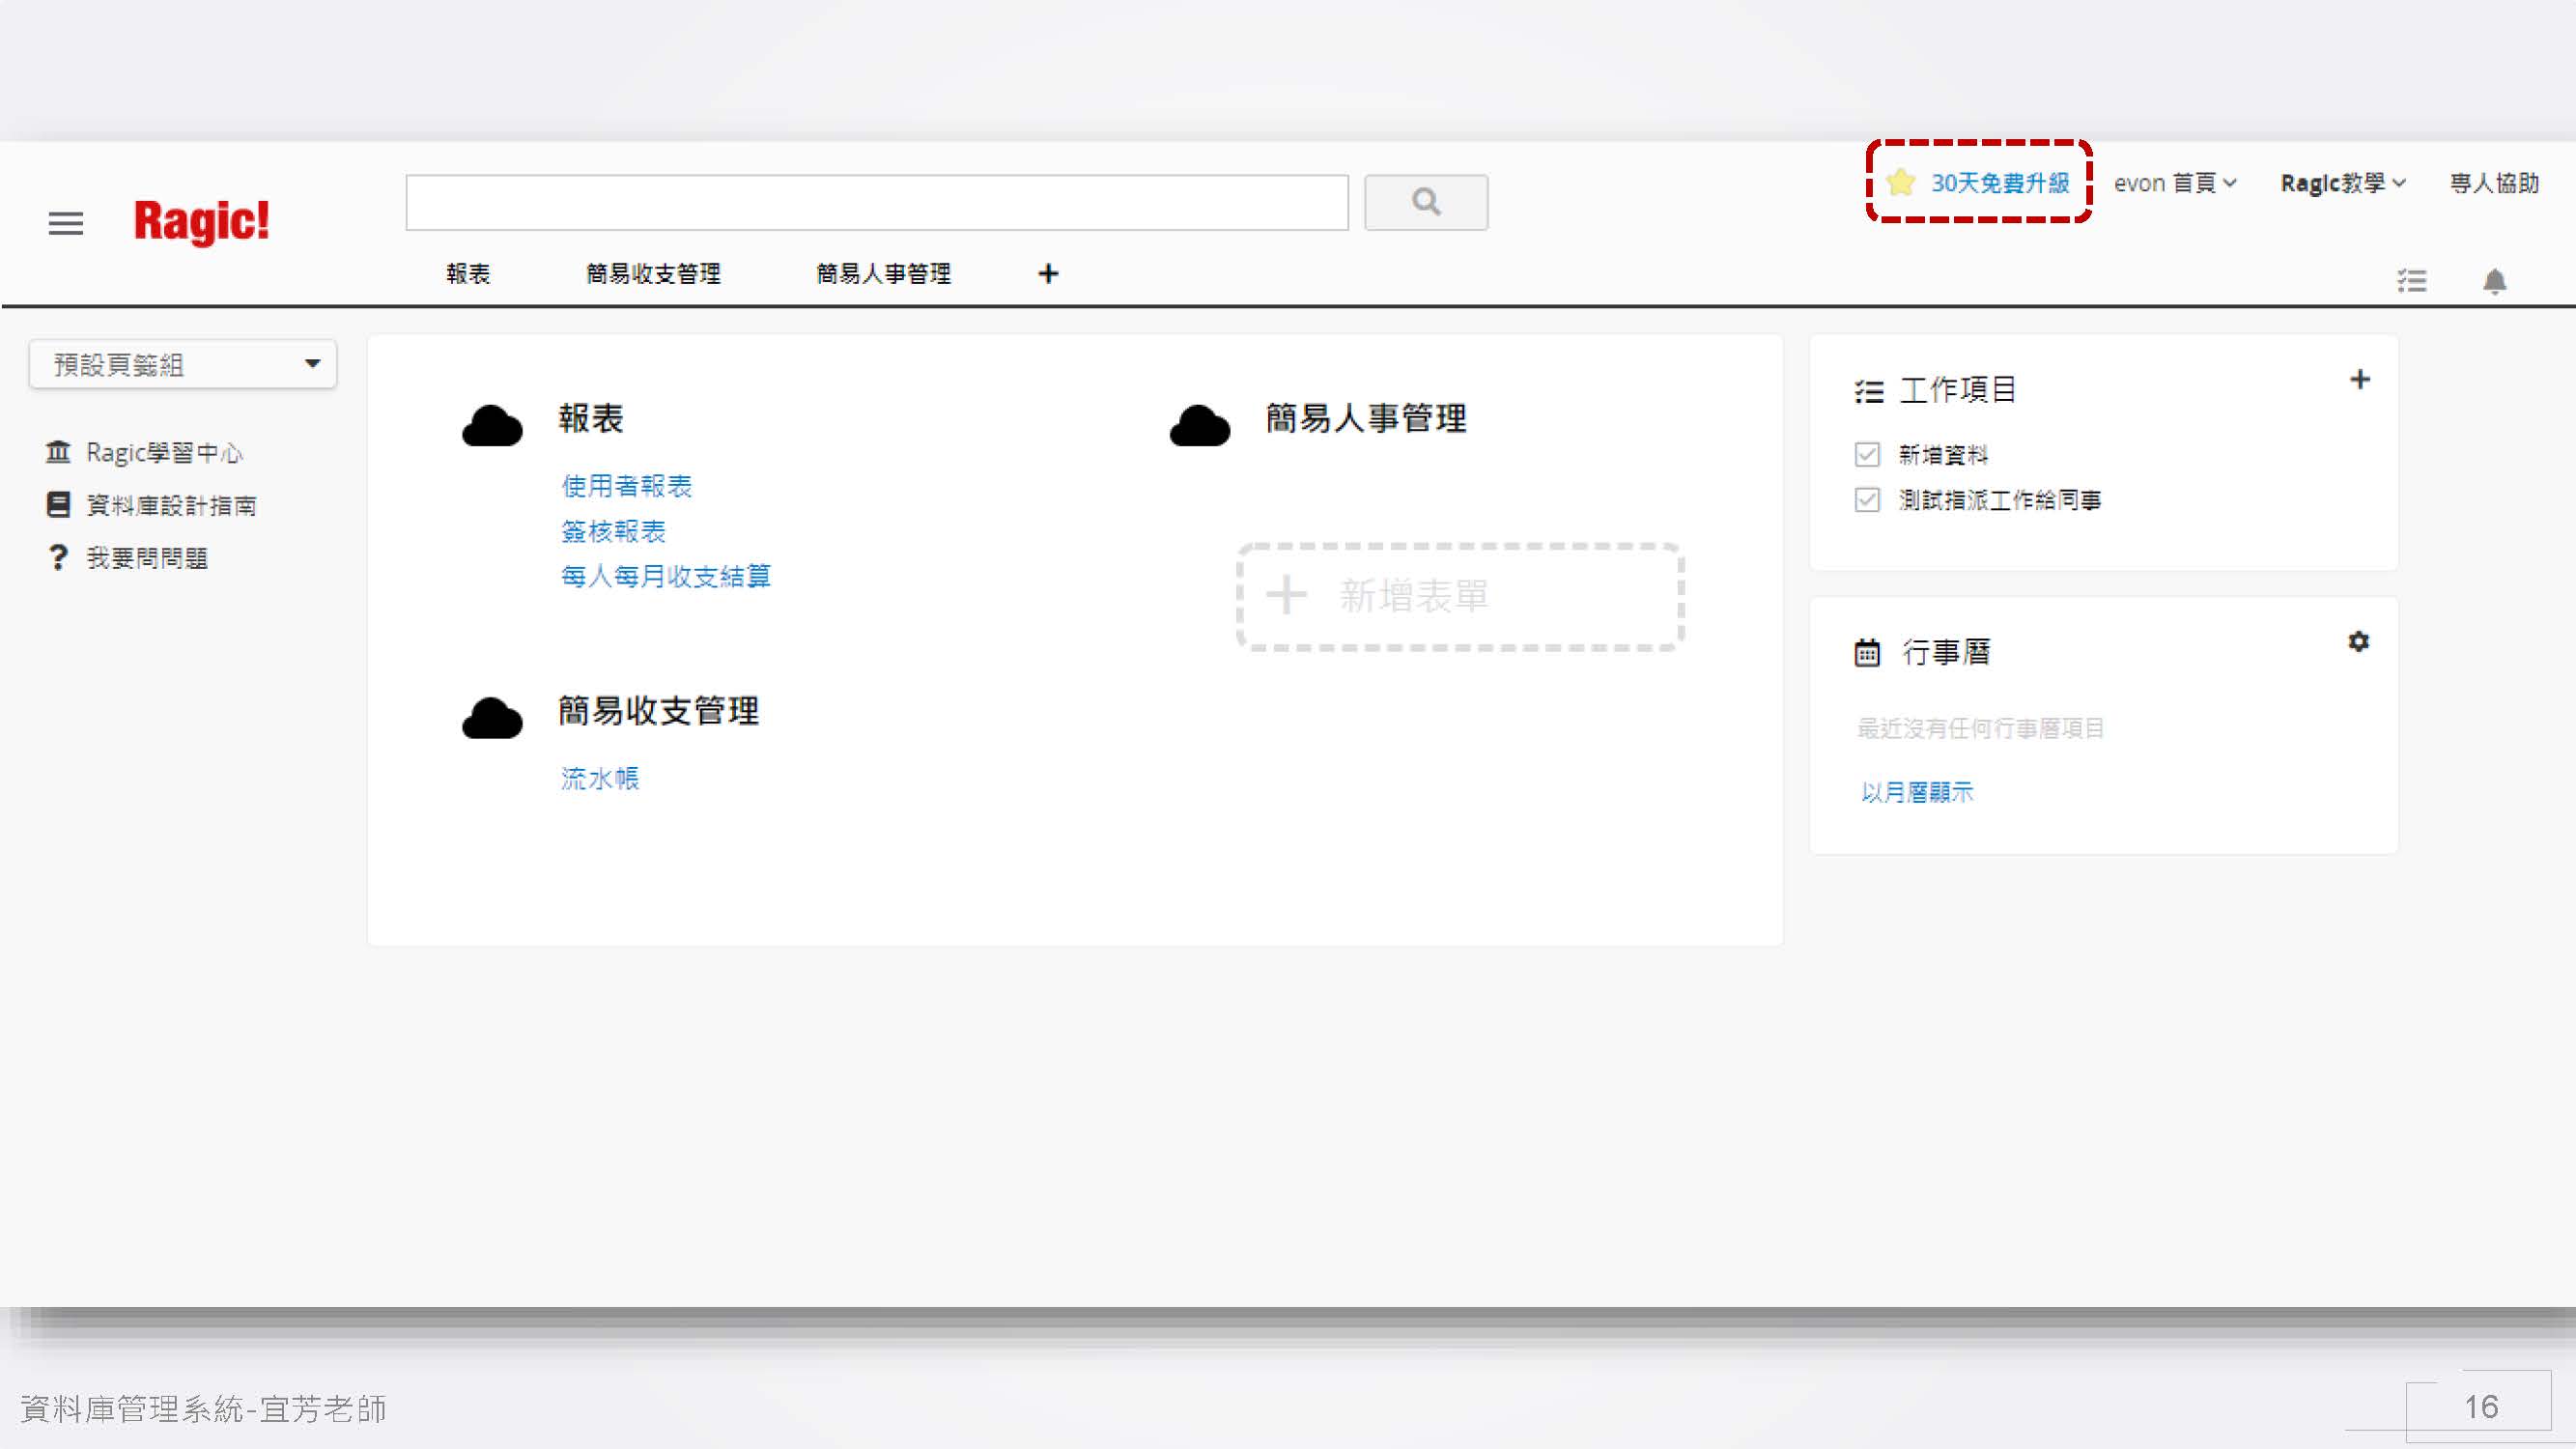 30天免費升級 evon 首頁 Ragic教學 專人協助
Ragic!
報表 簡易收支管理 簡易人事管理 +
預設頁籤組
Ragic學習中心
資料庫設計指南
? 我要問問題
報表
使用者報表
簽核報表
每人每月收支結算
簡易收支管理
流水帳
簡易人事管理
+ 新增表單
工作項目 +
新增資料
測試指派工作給同事
行事曆
最近沒有任何行事曆項目
以月曆顯示
資料庫管理系統-宜芳老師
16